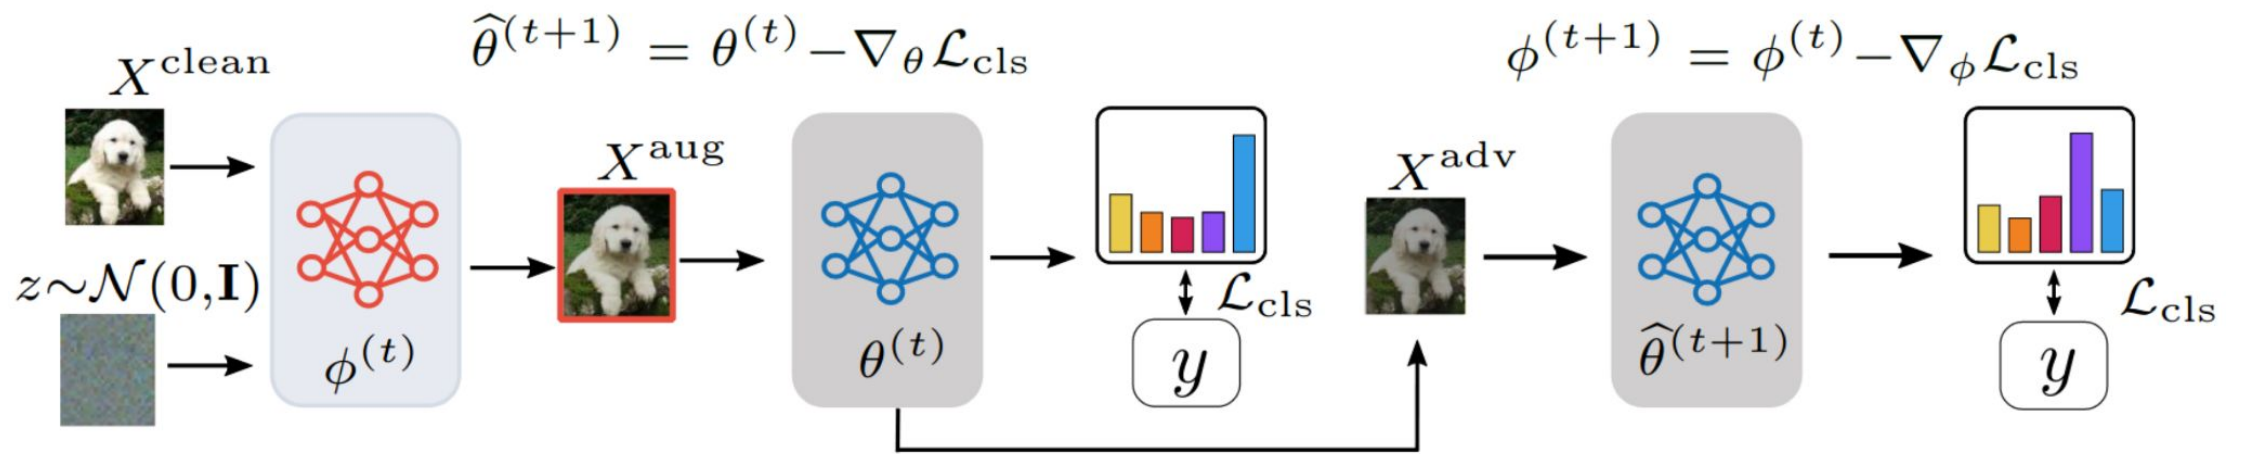 X^clean
z∼𝒩(0,I)
ϕ^(t)
θ̂^(t+1) = θ^(t) − ∇_θ ℒ_cls
X^aug
θ^(t)
ℒ_cls
y
X^adv
ϕ^(t+1) = ϕ^(t) − ∇_ϕ ℒ_cls
θ̂^(t+1)
ℒ_cls
y